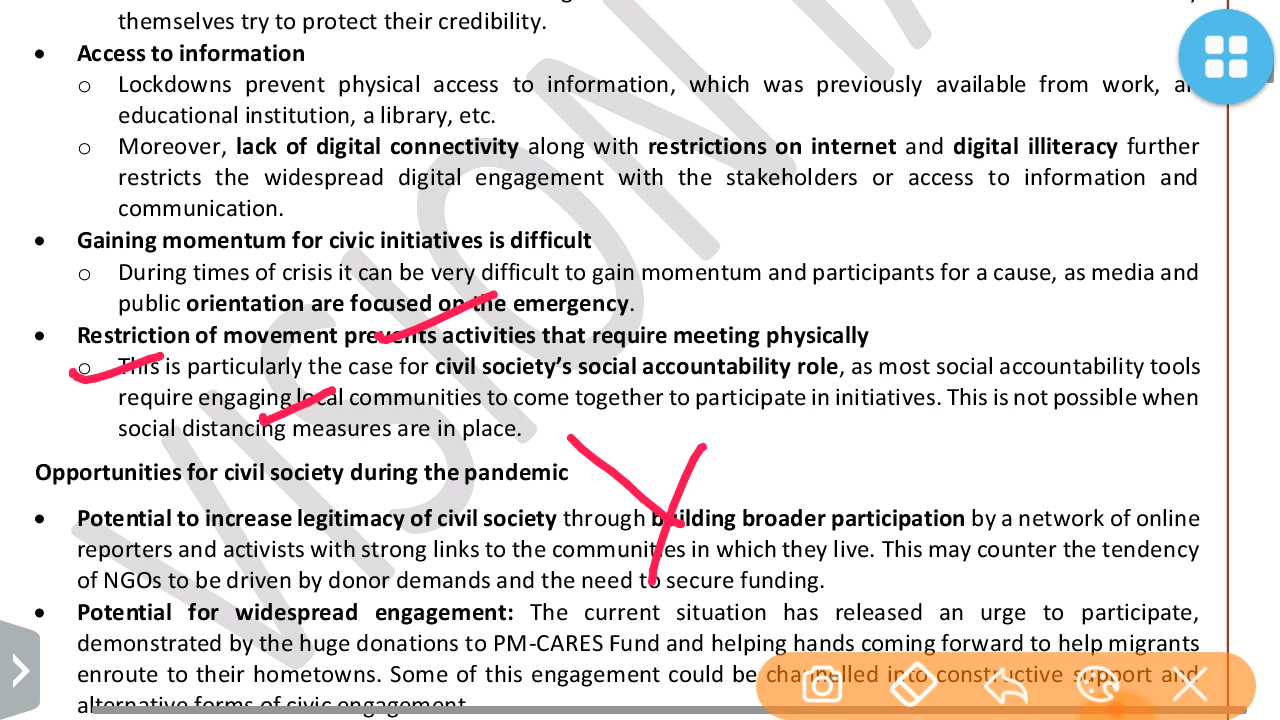 themselves try to protect their credibility.
• Access to information
o Lockdowns prevent physical access to information, which was previously available from work, an
educational institution, a library, etc.
o Moreover, lack of digital connectivity along with restrictions on internet and digital illiteracy further
restricts the widespread digital engagement with the stakeholders or access to information and
communication.
• Gaining momentum for civic initiatives is difficult
o During times of crisis it can be very difficult to gain momentum and participants for a cause, as media and
public orientation are focused on the emergency.
• Restriction of movement prevents activities that require meeting physically
o This is particularly the case for civil society's social accountability role, as most social accountability tools
require engaging local communities to come together to participate in initiatives. This is not possible when
social distancing measures are in place.
Opportunities for civil society during the pandemic
• Potential to increase legitimacy of civil society through building broader participation by a network of online
reporters and activists with strong links to the communities in which they live. This may counter the tendency
of NGOs to be driven by donor demands and the need to secure funding.
• Potential for widespread engagement: The current situation has released an urge to participate,
demonstrated by the huge donations to PM-CARES Fund and helping hands coming forward to help migrants
enroute to their hometowns. Some of this engagement could be channelled into constructive support and
alternative forms of civic engagement.
VISION